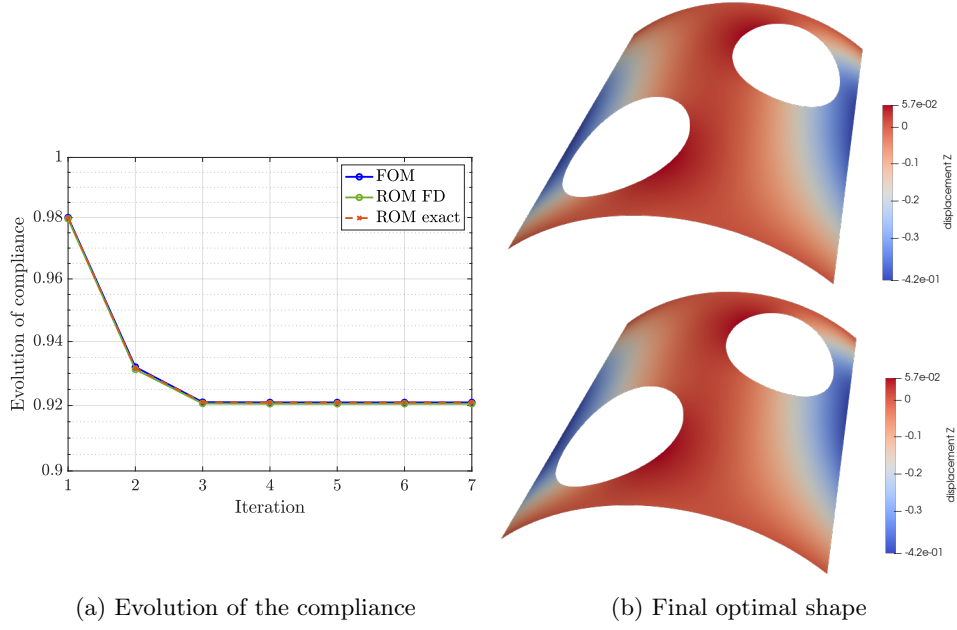 1
0.98
0.96
0.94
0.92
0.9
Evolution of compliance
1 2 3 4 5 6 7
Iteration
FOM
ROM FD
ROM exact
(a) Evolution of the compliance
5.7e-02
0
-0.1
-0.2
-0.3
-4.2e-01
displacement Z
5.7e-02
0
-0.1
-0.2
-0.3
-4.2e-01
displacement Z
(b) Final optimal shape